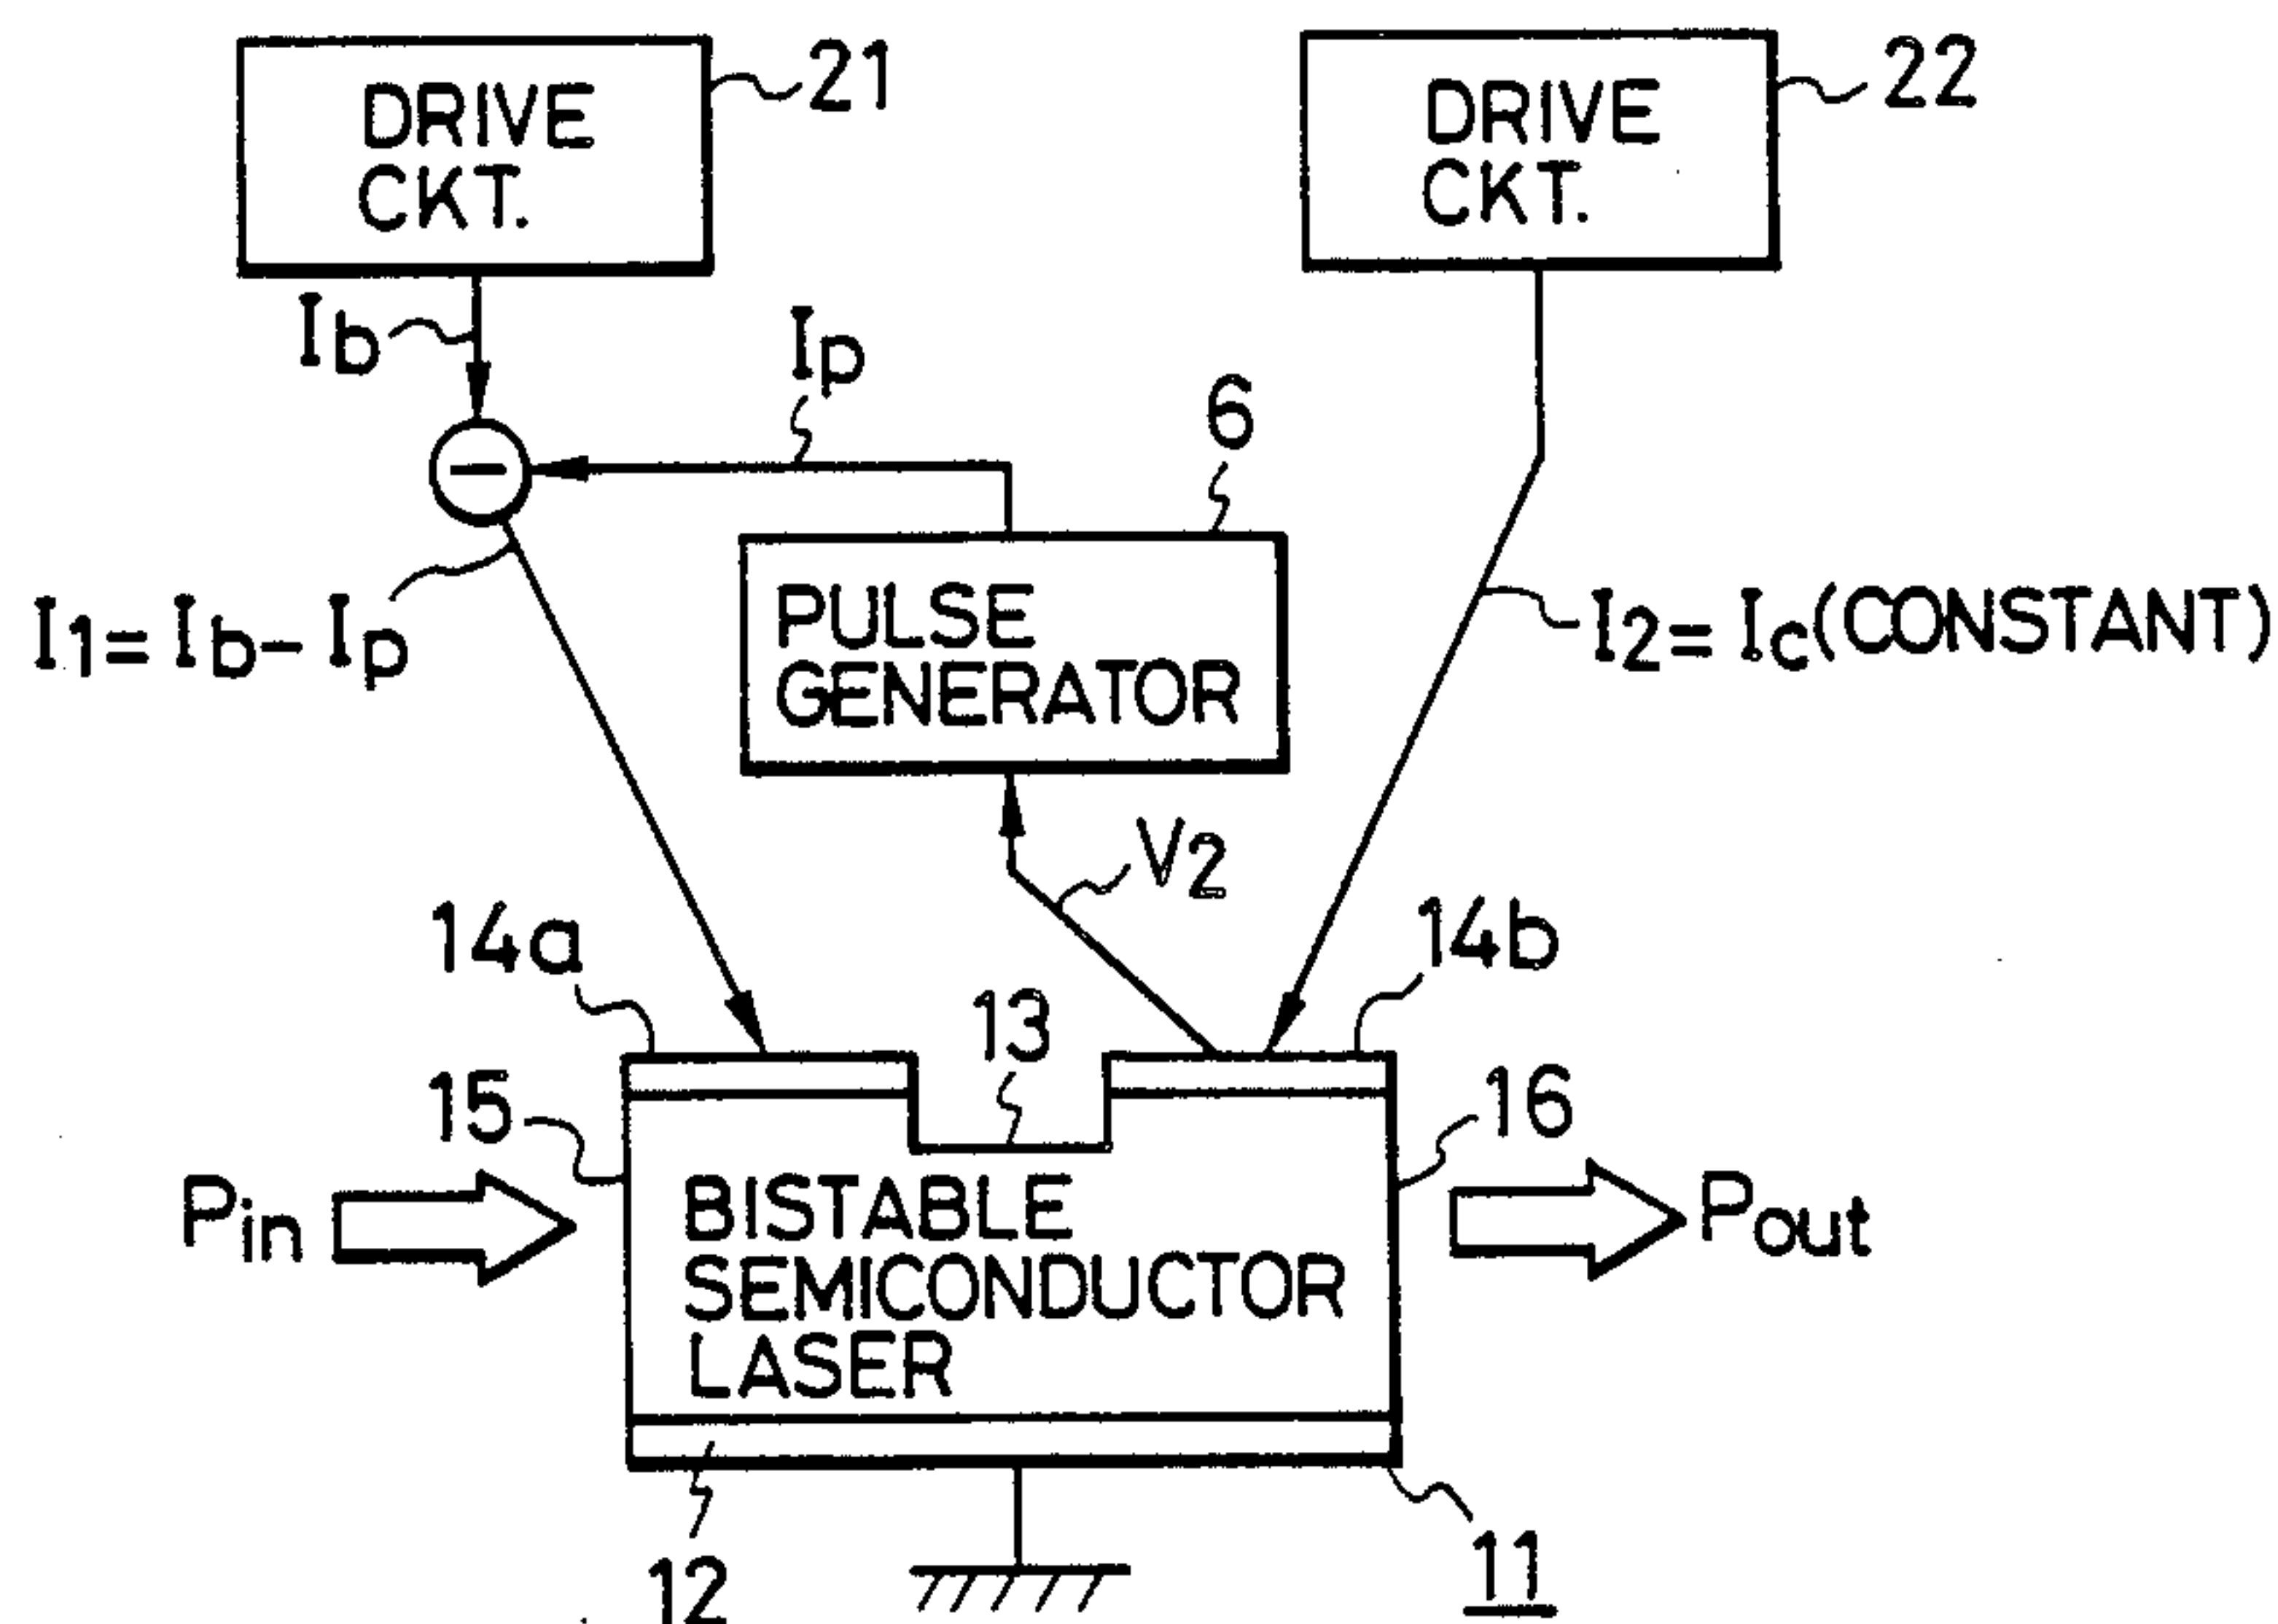 DRIVE
CKT.
21
DRIVE
CKT.
22
Ib
Ip
6
I1= Ib- Ip
PULSE
GENERATOR
I2= Ic(CONSTANT)
V2
14a
14b
13
15
16
Pin
BISTABLE
SEMICONDUCTOR
LASER
Pout
12
11